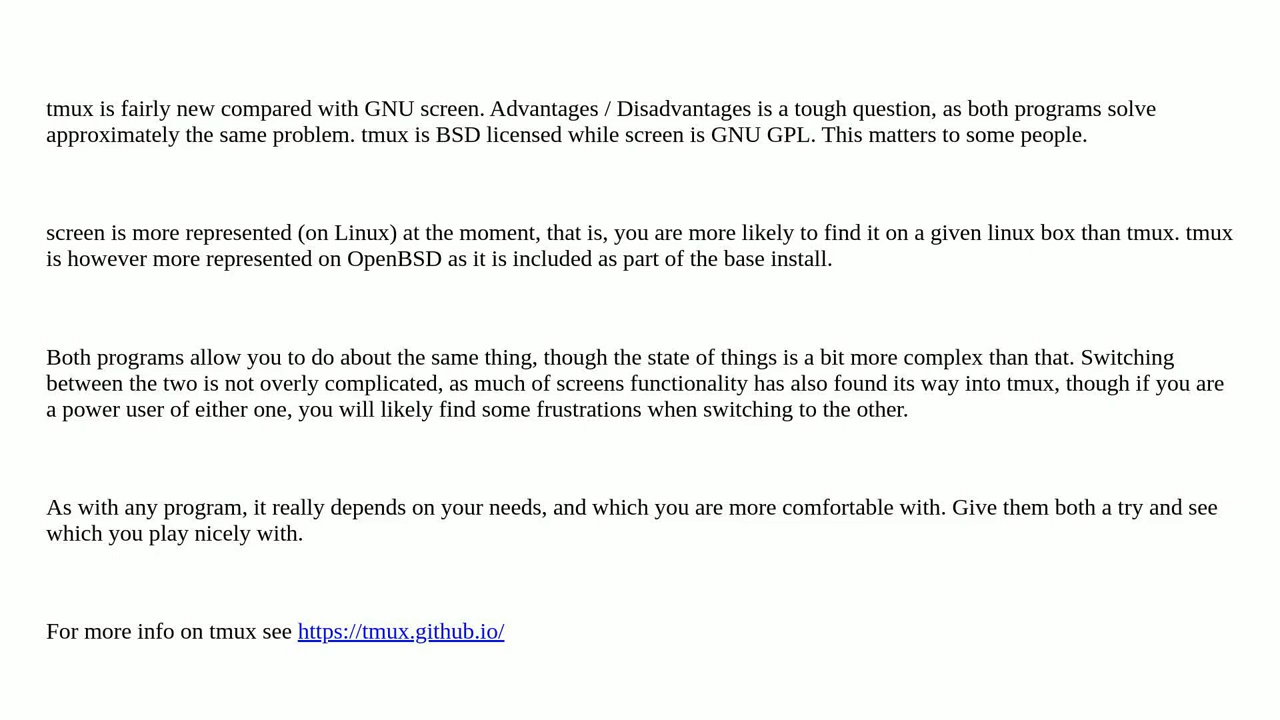 tmux is fairly new compared with GNU screen. Advantages / Disadvantages is a tough question, as both programs solve
approximately the same problem. tmux is BSD licensed while screen is GNU GPL. This matters to some people.
screen is more represented (on Linux) at the moment, that is, you are more likely to find it on a given linux box than tmux. tmux
is however more represented on OpenBSD as it is included as part of the base install.
Both programs allow you to do about the same thing, though the state of things is a bit more complex than that. Switching
between the two is not overly complicated, as much of screens functionality has also found its way into tmux, though if you are
a power user of either one, you will likely find some frustrations when switching to the other.
As with any program, it really depends on your needs, and which you are more comfortable with. Give them both a try and see
which you play nicely with.
For more info on tmux see https://tmux.github.io/